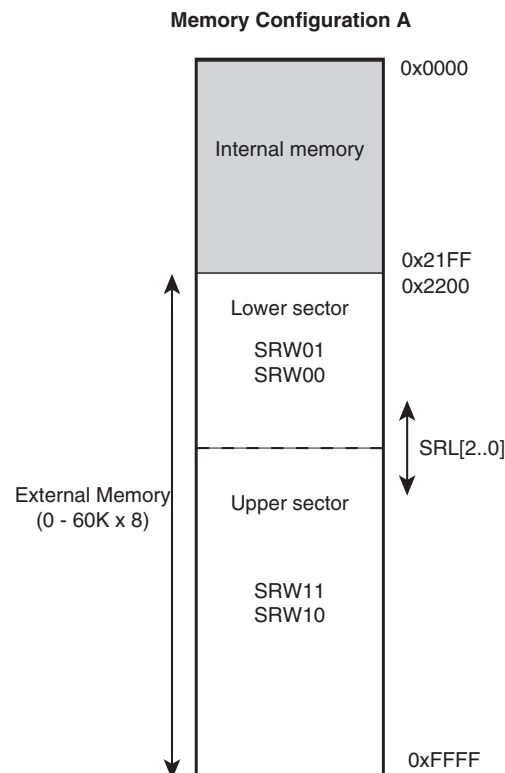 Memory Configuration A
0x0000
Internal memory
0x21FF
0x2200
Lower sector
SRW01
SRW00
SRL[2..0]
External Memory
(0 - 60K x 8)
Upper sector
SRW11
SRW10
0xFFFF